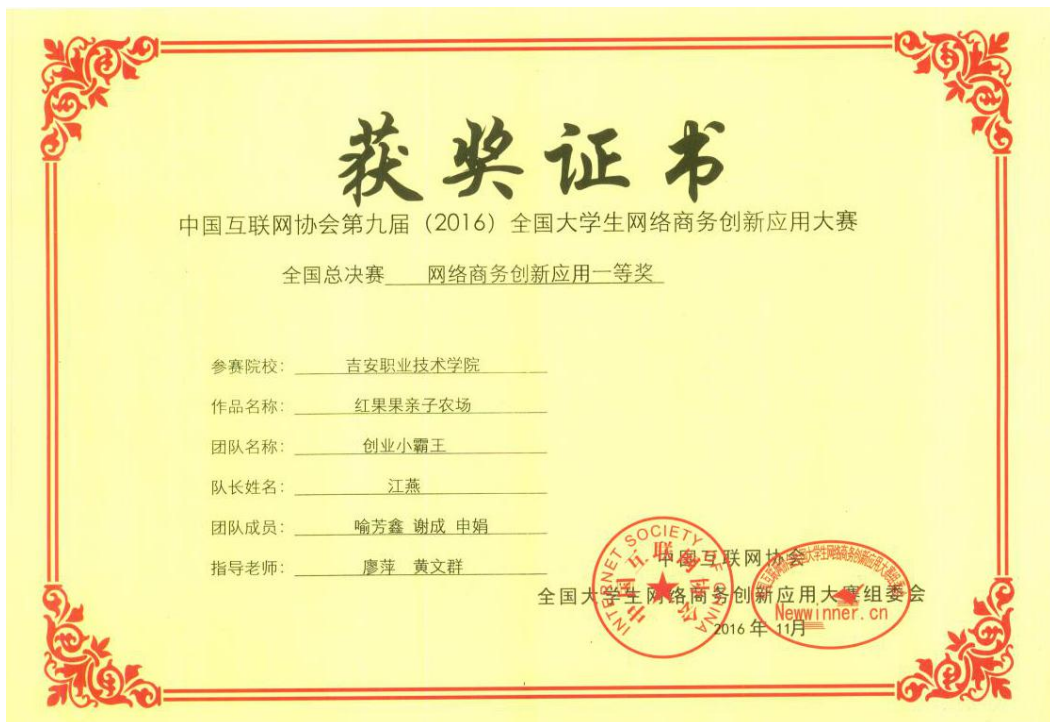 获奖证书
中国互联网协会第九届（2016）全国大学生网络商务创新应用大赛
全国总决赛 网络商务创新应用一等奖
参赛院校： 吉安职业技术学院
作品名称： 红果果亲子农场
团队名称： 创业小霸王
队长姓名： 江燕
团队成员： 喻芳鑫 谢成 申娟
指导老师： 廖萍 黄文群
中国互联网协会
全国大学生网络商务创新应用大赛组委会
2016年11月
INTERNET SOCIETY OF CHINA
中国互联网协会
Newwinner.cn